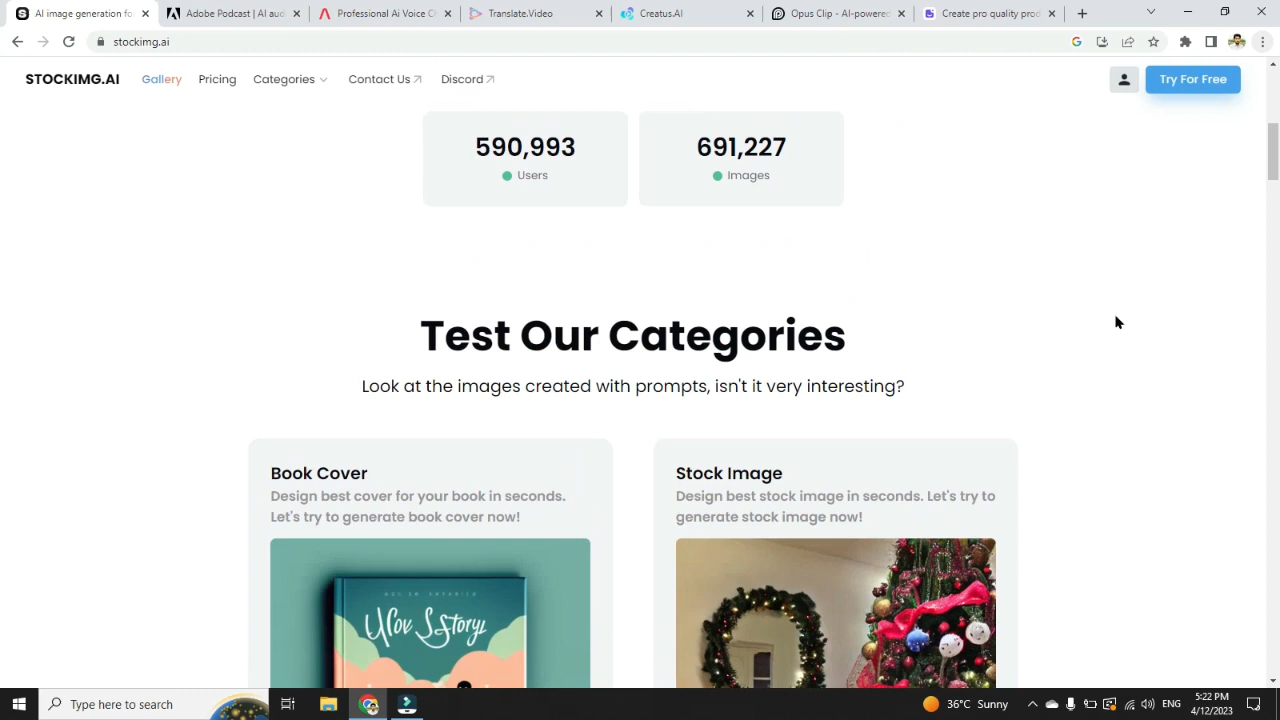 AI image generation fo
Adobe Podcast | AI aud
Professional Ai Voice C
Translate.Video
Creatus.AI
Opus Clip - AI-powere
Create pro quality prod
stockimg.ai
STOCKIMG.AI
Gallery
Pricing
Categories
Contact Us
Discord
Try For Free
590,993
Users
691,227
Images
Test Our Categories
Look at the images created with prompts, isn't it very interesting?
Book Cover
Design best cover for your book in seconds.
Let's try to generate book cover now!
Stock Image
Design best stock image in seconds. Let's try to
generate stock image now!
Type here to search
36°C Sunny
ENG
5:22 PM
4/12/2023